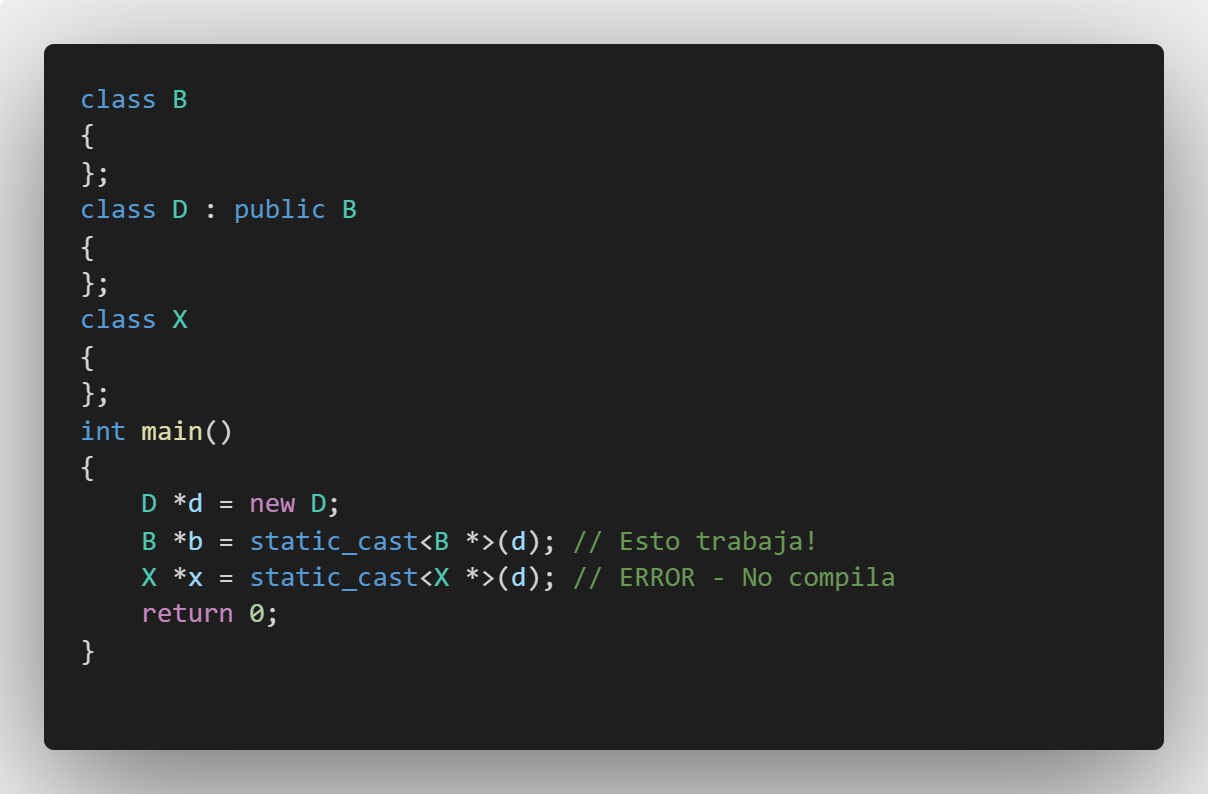 class B
{
};
class D : public B
{
};
class X
{
};
int main()
{
    D *d = new D;
    B *b = static_cast<B *>(d); // Esto trabaja!
    X *x = static_cast<X *>(d); // ERROR - No compila
    return 0;
}